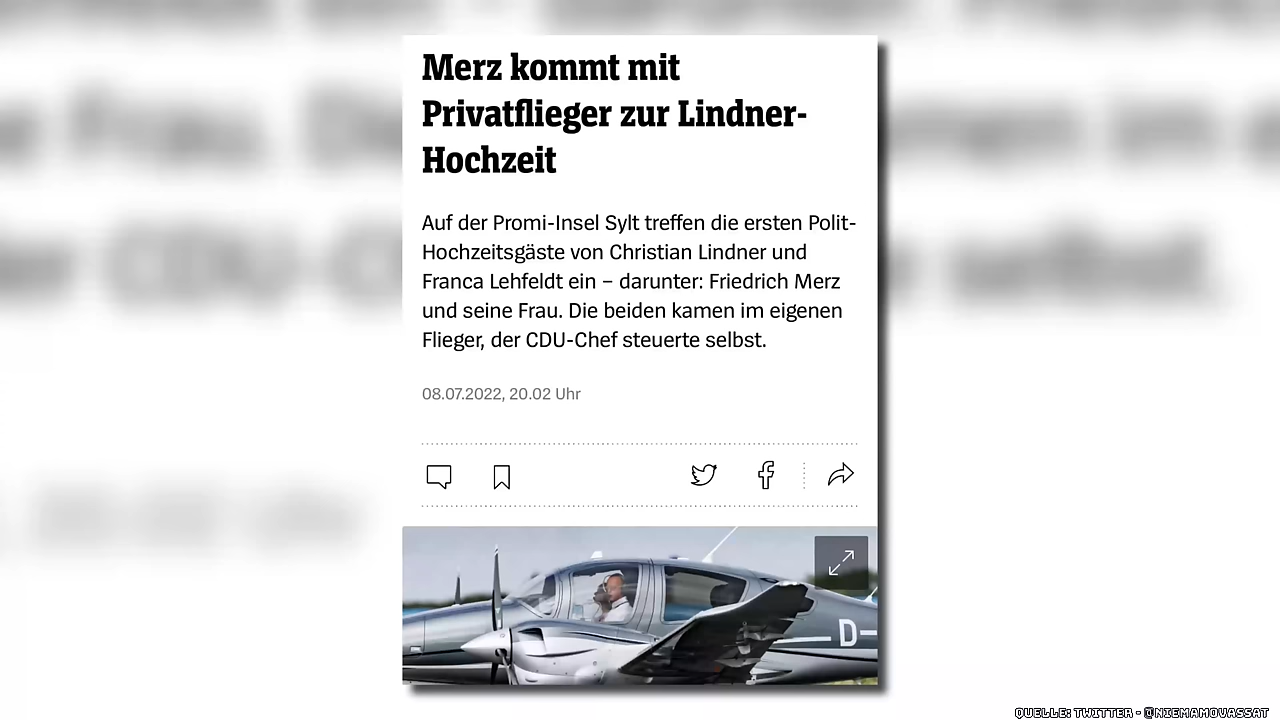 Merz kommt mit
Privatflieger zur Lindner-
Hochzeit
Auf der Promi-Insel Sylt treffen die ersten Polit-
Hochzeitsgäste von Christian Lindner und
Franca Lehfeldt ein – darunter: Friedrich Merz
und seine Frau. Die beiden kamen im eigenen
Flieger, der CDU-Chef steuerte selbst.
08.07.2022, 20.02 Uhr
D-
QUELLE: TWITTER - @NIEMAMOVASSAT